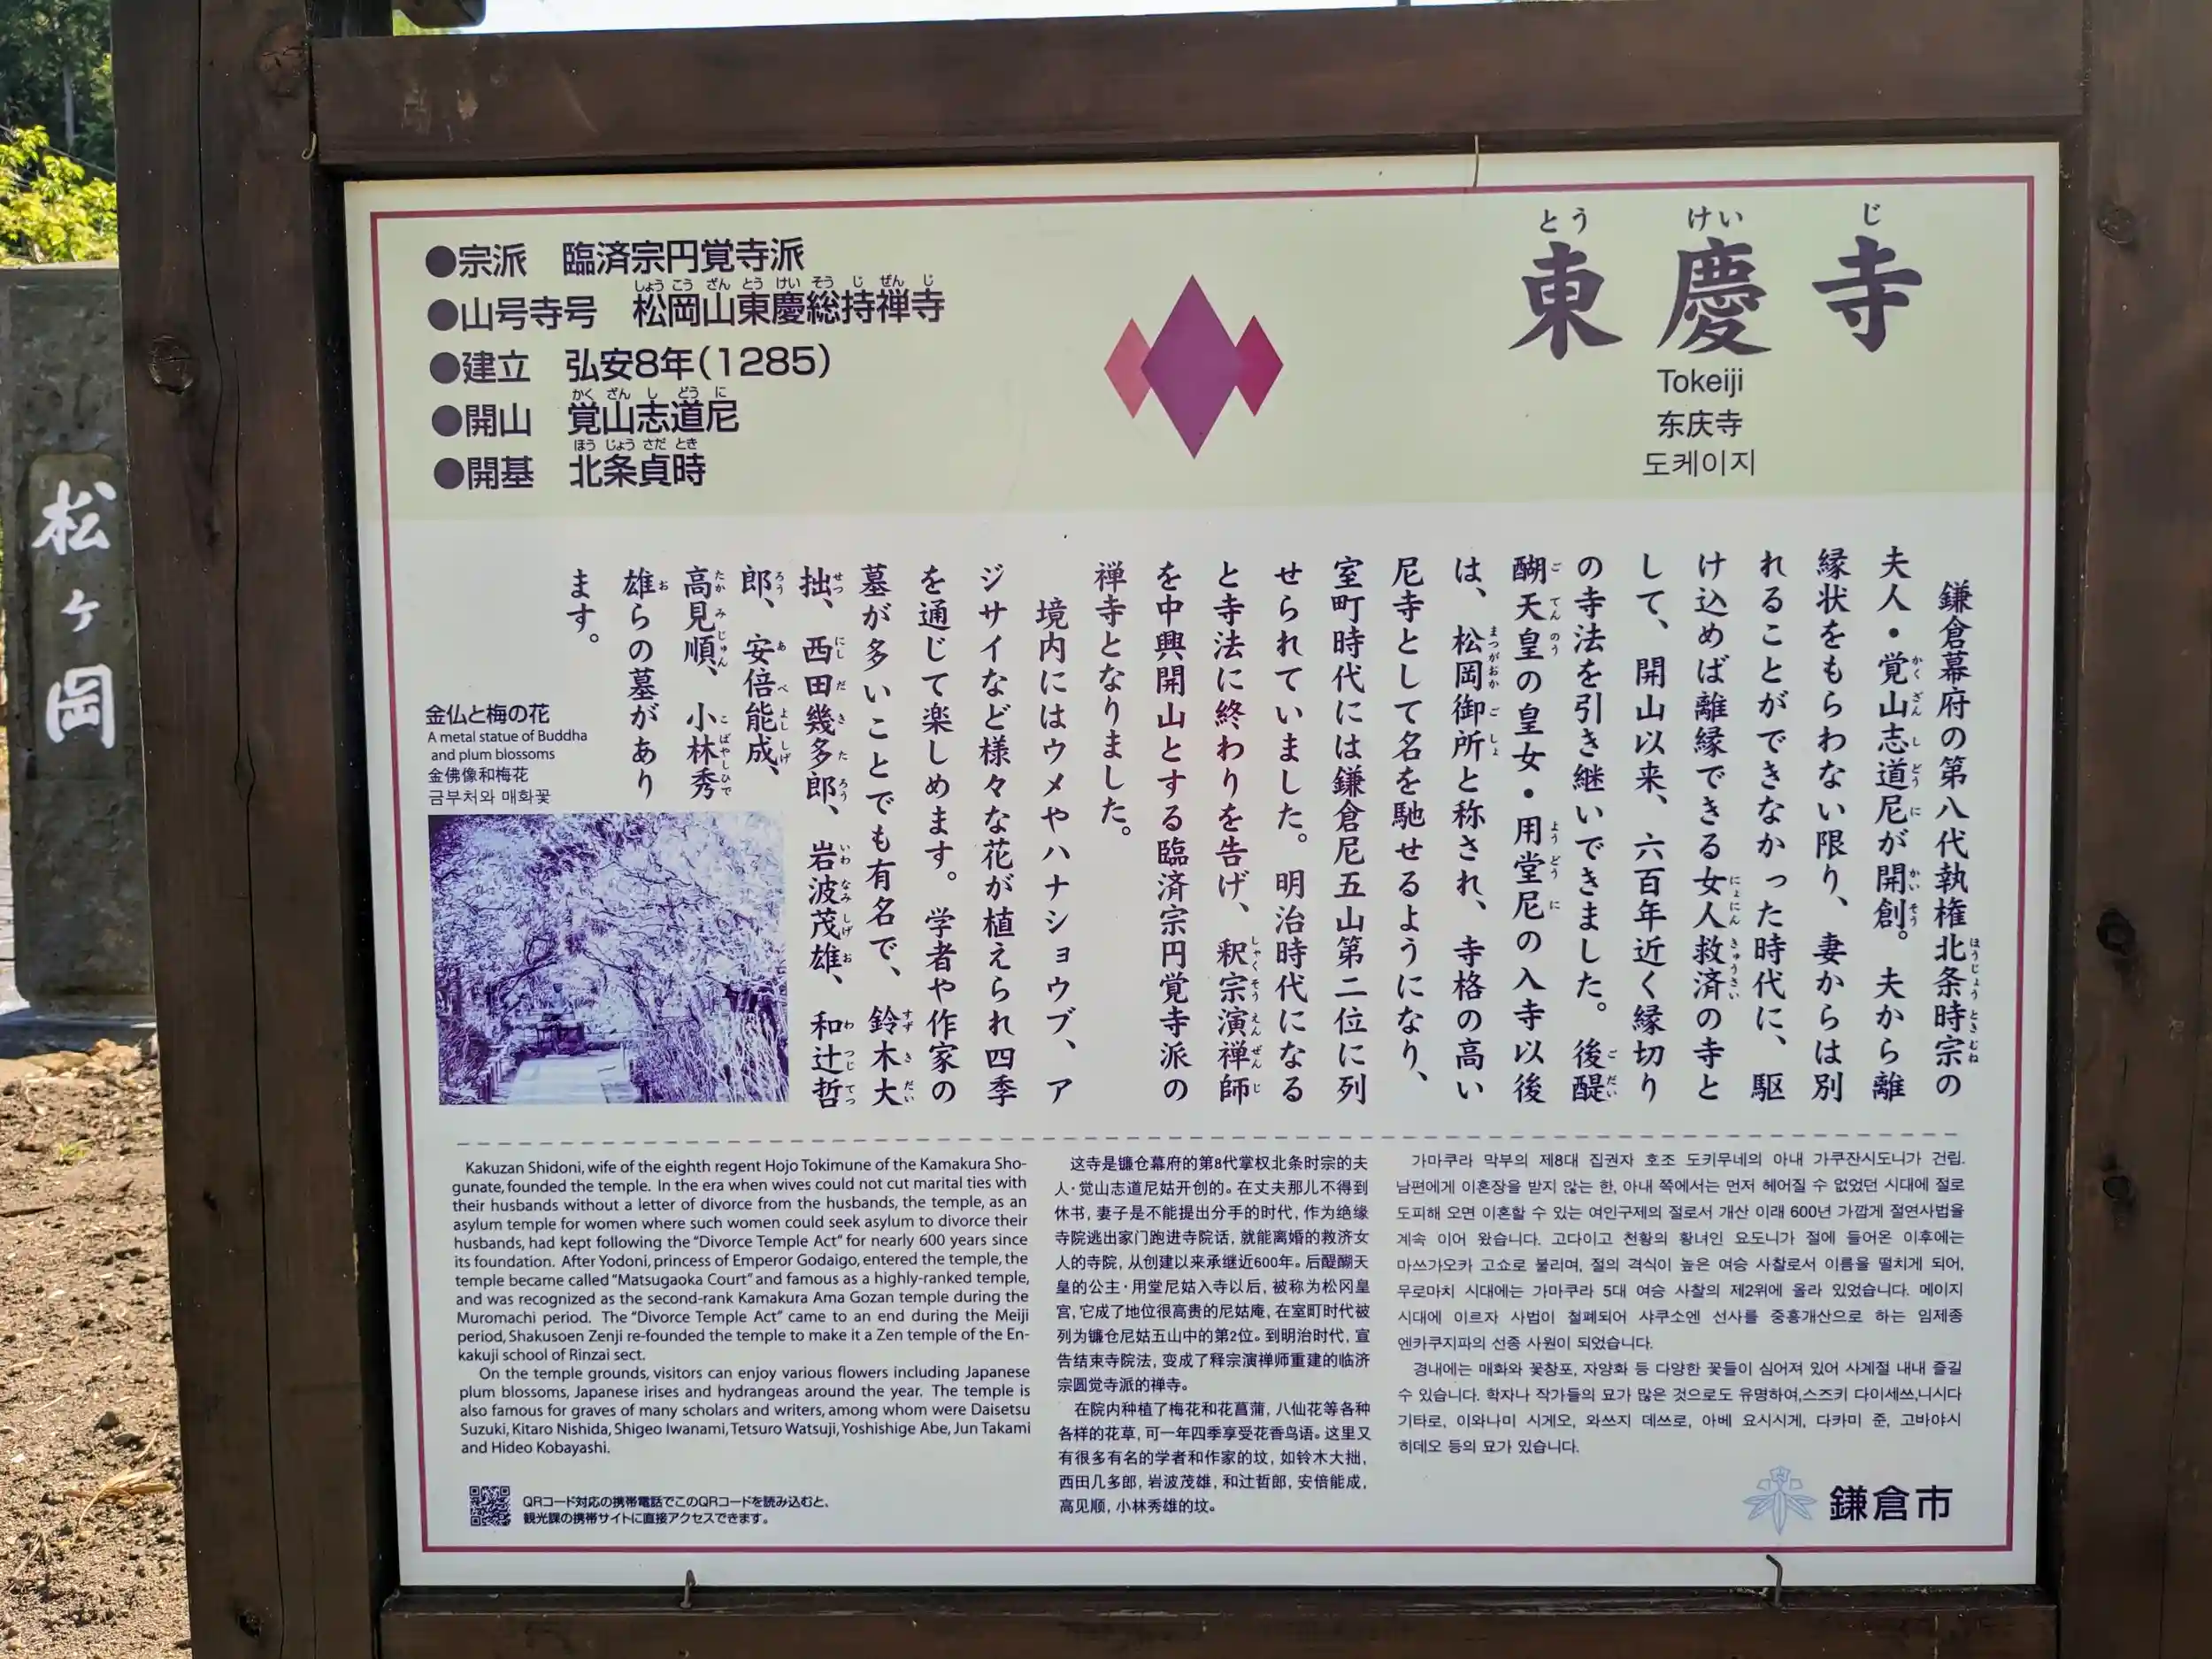 松ヶ岡
とう けい じ
東慶寺
Tokeiji
东庆寺
도케이지
●宗派 臨済宗円覚寺派
しょう こう ざん とう けい そう じ ぜん じ
●山号寺号 松岡山東慶総持禅寺
●建立 弘安8年(1285)
かく ざん し どう に
●開山 覚山志道尼
ほう じょう さだ とき
●開基 北条貞時
鎌倉幕府の第八代執権北条時宗の
夫人・覚山志道尼が開創。夫から離
縁状をもらわない限り、妻からは別
れることができなかった時代に、駆
け込めば離縁できる女人救済の寺と
して、開山以来、六百年近く縁切り
の寺法を引き継いできました。後醍
醐天皇の皇女・用堂尼の入寺以後
は、松岡御所と称され、寺格の高い
尼寺として名を馳せるようになり、
室町時代には鎌倉尼五山第二位に列
せられていました。明治時代になる
と寺法に終わりを告げ、釈宗演禅師
を中興開山とする臨済宗円覚寺派の
禅寺となりました。
境内にはウメやハナショウブ、ア
ジサイなど様々な花が植えられ四季
を通じて楽しめます。学者や作家の
墓が多いことでも有名で、鈴木大
拙、西田幾多郎、岩波茂雄、和辻哲
郎、安倍能成、
高見順、小林秀
雄らの墓があり
ます。
金仏と梅の花
A metal statue of Buddha
and plum blossoms
金佛像和梅花
금부처와 매화꽃
Kakuzan Shidoni, wife of the eighth regent Hojo Tokimune of the Kamakura Sho-
gunate, founded the temple. In the era when wives could not cut marital ties with
their husbands without a letter of divorce from the husbands, the temple, as an
asylum temple for women where such women could seek asylum to divorce their
husbands, had kept following the "Divorce Temple Act" for nearly 600 years since
its foundation. After Yodoni, princess of Emperor Godaigo, entered the temple, the
temple became called "Matsugaoka Court" and famous as a highly-ranked temple,
and was recognized as the second-rank Kamakura Ama Gozan temple during the
Muromachi period. The "Divorce Temple Act" came to an end during the Meiji
period, Shakusoen Zenji re-founded the temple to make it a Zen temple of the En-
kakuji school of Rinzai sect.
On the temple grounds, visitors can enjoy various flowers including Japanese
plum blossoms, Japanese irises and hydrangeas around the year. The temple is
also famous for graves of many scholars and writers, among whom were Daisetsu
Suzuki, Kitaro Nishida, Shigeo Iwanami, Tetsuro Watsuji, Yoshishige Abe, Jun Takami
and Hideo Kobayashi.
这寺是镰仓幕府的第8代掌权北条时宗的夫
人·觉山志道尼姑开创的。在丈夫那儿不得到
休书,妻子是不能提出分手的时代,作为绝缘
寺院逃出家门跑进寺院话,就能离婚的救济女
人的寺院,从创建以来承继近600年。后醍醐天
皇的公主·用堂尼姑入寺以后,被称为松冈皇
宫,它成了地位很高贵的尼姑庵,在室町时代被
列为镰仓尼姑五山中的第2位。到明治时代,宣
告结束寺院法,变成了释宗演禅师重建的临济
宗圆觉寺派的禅寺。
在院内种植了梅花和花菖蒲,八仙花等各种
各样的花草,可一年四季享受花香鸟语。这里又
有很多有名的学者和作家的坟,如铃木大拙,
西田几多郎,岩波茂雄,和辻哲郎,安倍能成,
高见顺,小林秀雄的坟。
가마쿠라 막부의 제8대 집권자 호조 도키무네의 아내 가쿠잔시도니가 건립.
남편에게 이혼장을 받지 않는 한, 아내 쪽에서는 먼저 헤어질 수 없었던 시대에 절로
도피해 오면 이혼할 수 있는 여인구제의 절로서 개산 이래 600년 가깝게 절연사법을
계속 이어 왔습니다. 고다이고 천황의 황녀인 요도니가 절에 들어온 이후에는
마쓰가오카 고쇼로 불리며, 절의 격식이 높은 여승 사찰로서 이름을 떨치게 되어,
무로마치 시대에는 가마쿠라 5대 여승 사찰의 제2위에 올라 있었습니다. 메이지
시대에 이르자 사법이 철폐되어 샤쿠소엔 선사를 중흥개산으로 하는 임제종
엔카쿠지파의 선종 사원이 되었습니다.
경내에는 매화와 꽃창포, 자양화 등 다양한 꽃들이 심어져 있어 사계절 내내 즐길
수 있습니다. 학자나 작가들의 묘가 많은 것으로도 유명하여,스즈키 다이세쓰,니시다
기타로, 이와나미 시게오, 와쓰지 데쓰로, 아베 요시시게, 다카미 준, 고바야시
히데오 등의 묘가 있습니다.
QRコード対応の携帯電話でこのQRコードを読み込むと、
観光課の携帯サイトに直接アクセスできます。
鎌倉市